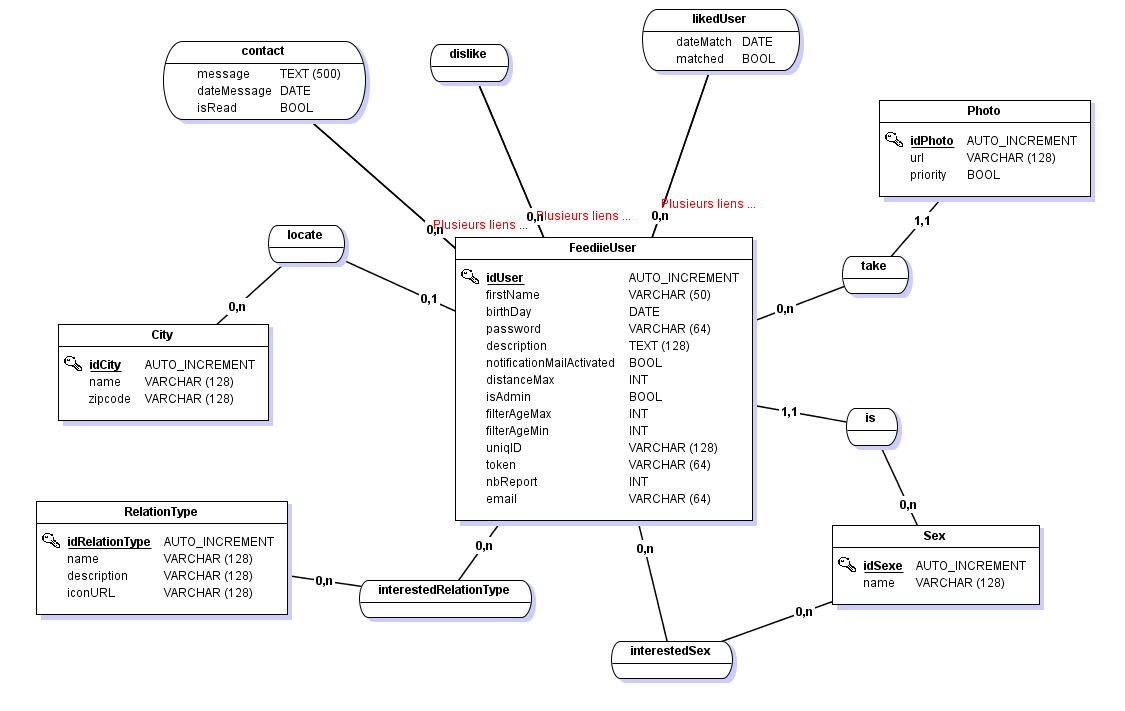 likedUser
dateMatch DATE
matched BOOL
contact
message TEXT (500)
dateMessage DATE
isRead BOOL
dislike
Photo
idPhoto AUTO_INCREMENT
url VARCHAR (128)
priority BOOL
Plusieurs liens ...
0,n
Plusieurs liens ...
0,n
Plusieurs liens ...
0,n
1,1
locate
take
0,n
0,1
0,n
FeediieUser
idUser AUTO_INCREMENT
firstName VARCHAR (50)
birthDay DATE
password VARCHAR (64)
description TEXT (128)
notificationMailActivated BOOL
distanceMax INT
isAdmin BOOL
filterAgeMax INT
filterAgeMin INT
uniqID VARCHAR (128)
token VARCHAR (64)
nbReport INT
email VARCHAR (64)
City
idCity AUTO_INCREMENT
name VARCHAR (128)
zipcode VARCHAR (128)
1,1
is
0,n
RelationType
idRelationType AUTO_INCREMENT
name VARCHAR (128)
description VARCHAR (128)
iconURL VARCHAR (128)
Sex
idSexe AUTO_INCREMENT
name VARCHAR (128)
0,n
0,n
0,n
interestedRelationType
0,n
interestedSex